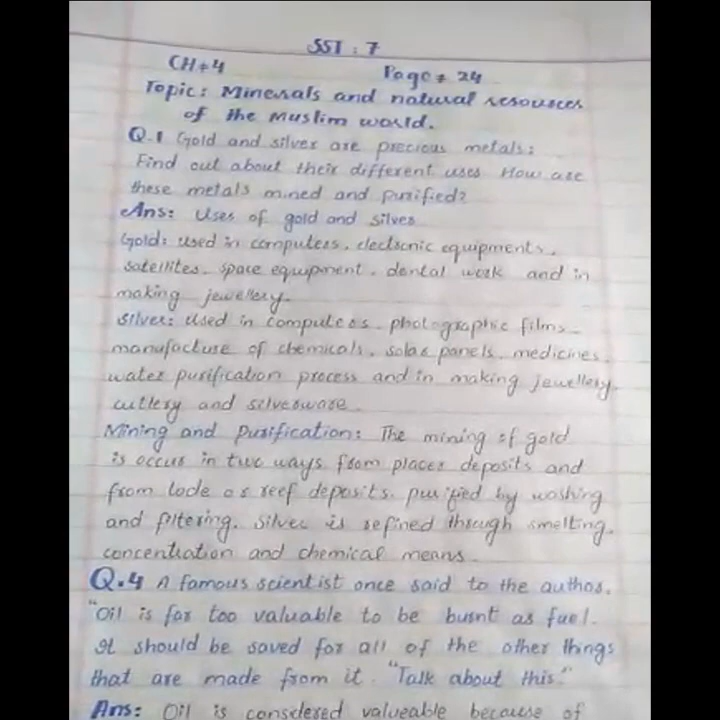 SST : 7
CH # 4 Page # 24
Topic: Minerals and natural resources
of the Muslim world.
Q.1 Gold and silver are precious metals:
Find out about their different uses How are
these metals mined and purified?
Ans: Uses of gold and silver
Gold: used in computers, electronic equipments,
satellites, space equipment, dental work and in
making jewellery.
Silver: used in computers, photographic films,
manufacture of chemicals, solar panels, medicines,
water purification process and in making jewellery,
cutlery and silverware.
Mining and Purification: The mining of gold
is occur in two ways from placer deposits and
from lode or reef deposits, purified by washing
and filtering. Silver is refined through smelting,
concentration and chemical means.
Q.4 A famous scientist once said to the author,
"Oil is far too valuable to be burnt as fuel.
It should be saved for all of the other things
that are made from it. "Talk about this."
Ans: Oil is considered valueable because of